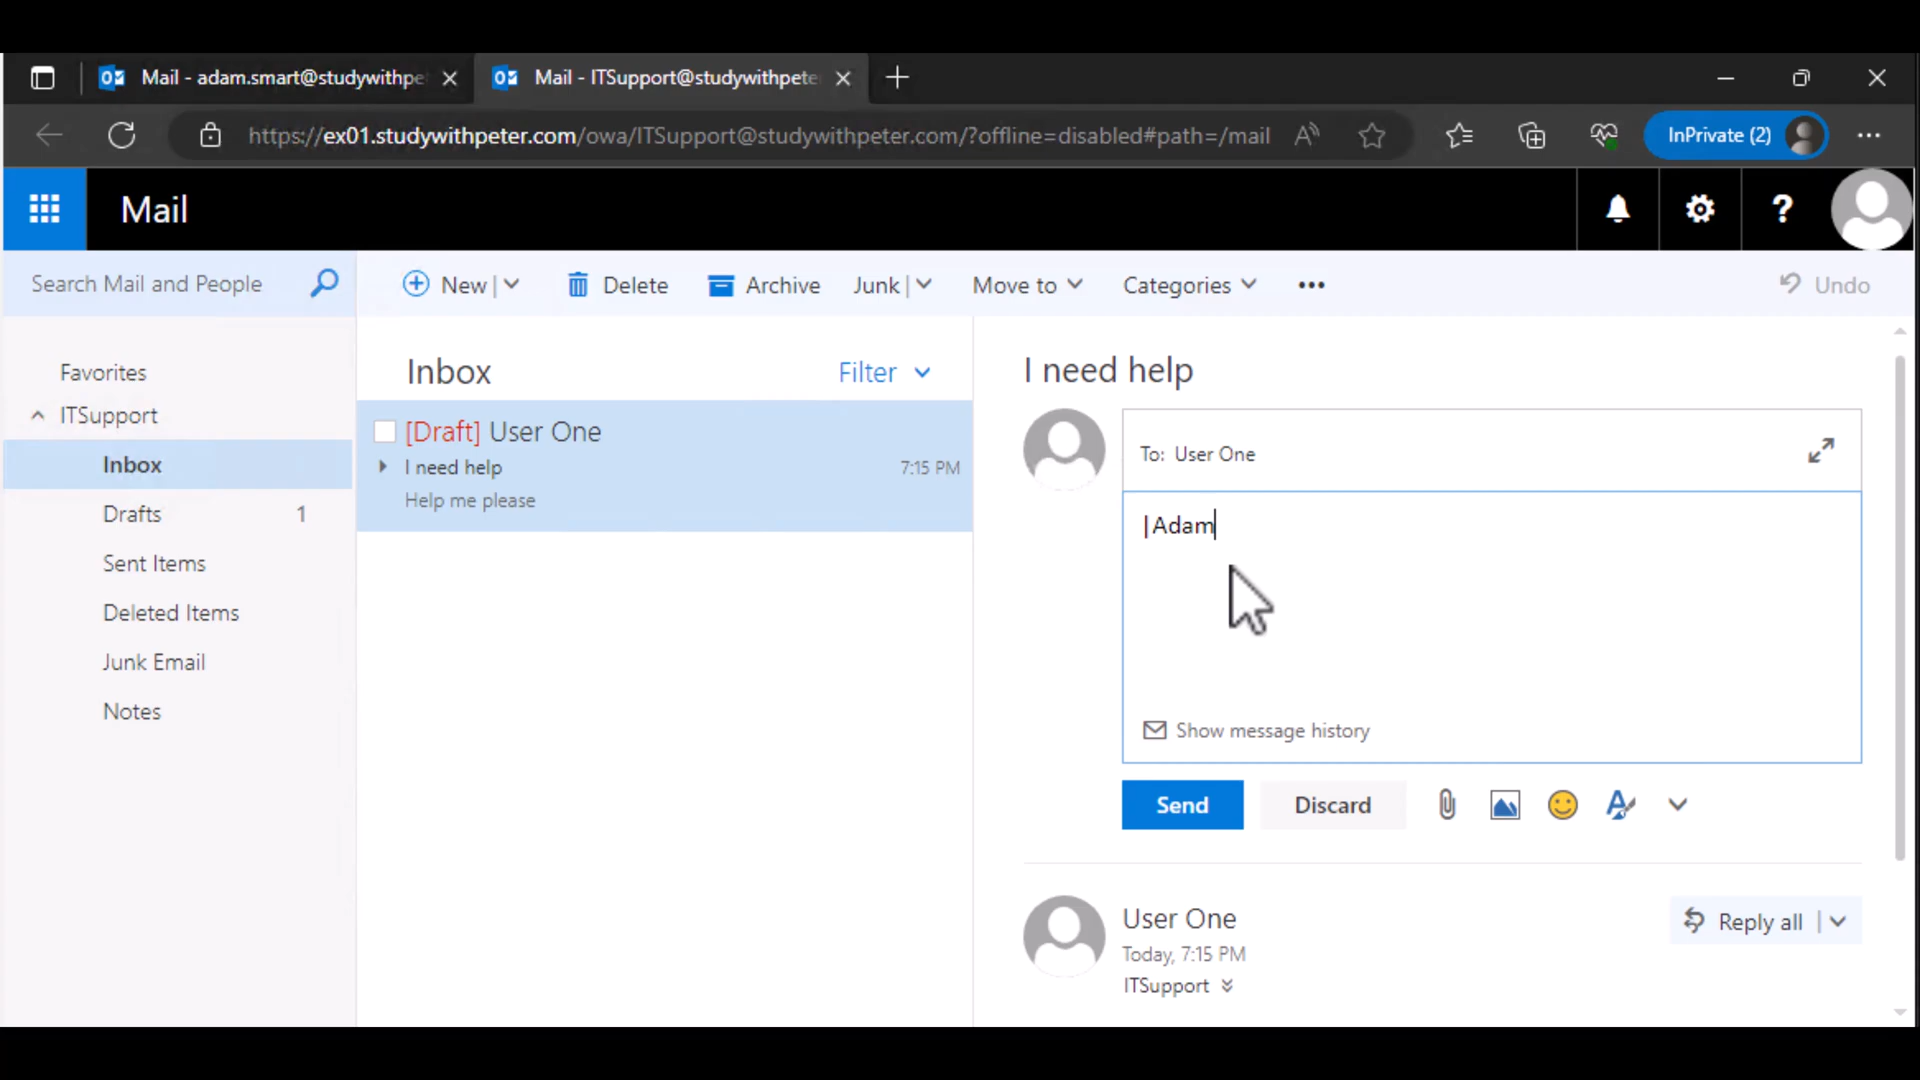 Mail - adam.smart@studywithpe
Mail - ITSupport@studywithpete
https://ex01.studywithpeter.com/owa/ITSupport@studywithpeter.com/?offline=disabled#path=/mail
InPrivate (2)
Mail
Search Mail and People
New
Delete
Archive
Junk
Move to
Categories
Undo
Favorites
ITSupport
Inbox
Drafts 1
Sent Items
Deleted Items
Junk Email
Notes
Inbox
Filter
[Draft] User One
I need help 7:15 PM
Help me please
I need help
To: User One
|Adam
Show message history
Send
Discard
User One
Today, 7:15 PM
ITSupport
Reply all